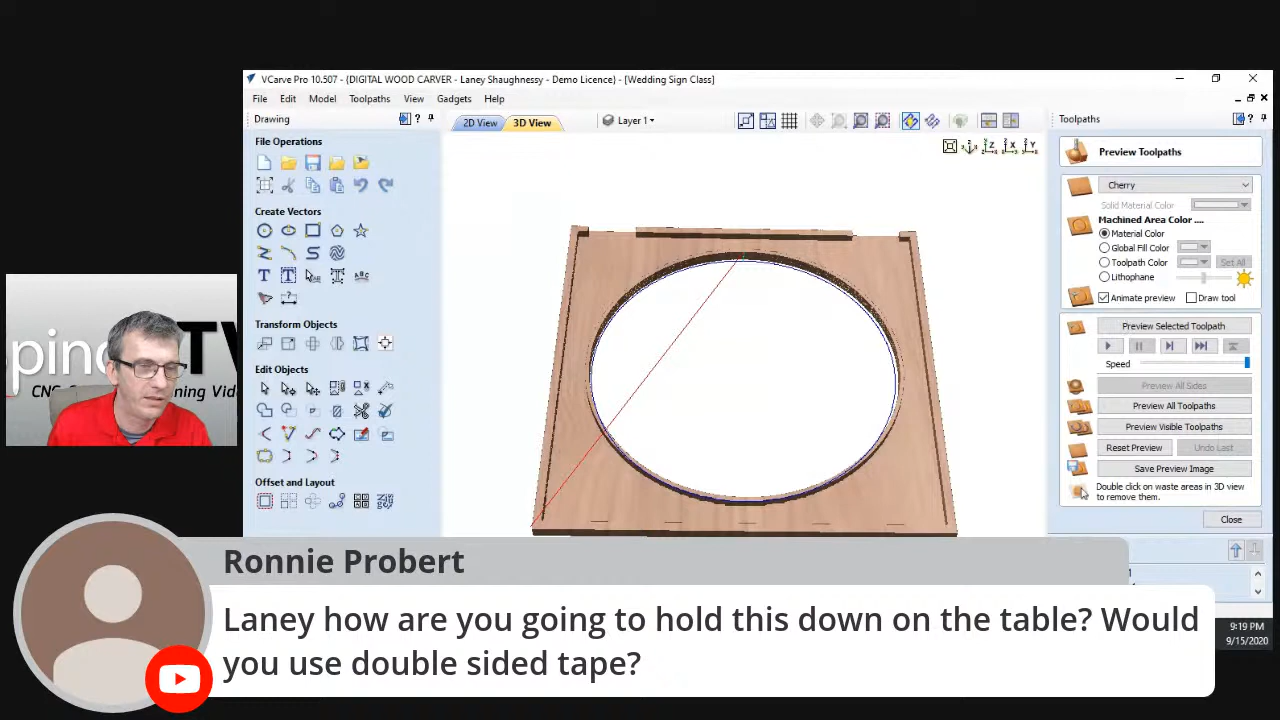 VCarve Pro 10.507 - {DIGITAL WOOD CARVER - Laney Shaughnessy - Demo Licence} - [Wedding Sign Class]
File Edit Model Toolpaths View Gadgets Help
Drawing
2D View
3D View
Layer 1
Toolpaths
File Operations
Create Vectors
Transform Objects
Edit Objects
Offset and Layout
Preview Toolpaths
Cherry
Solid Material Color
Machined Area Color ....
Material Color
Global Fill Color
Toolpath Color
Set All
Lithophane
Animate preview
Draw tool
Preview Selected Toolpath
Speed
Preview All Sides
Preview All Toolpaths
Preview Visible Toolpaths
Reset Preview
Undo Last
Save Preview Image
Double click on waste areas in 3D view
to remove them.
Close
9:19 PM
9/15/2020
Ronnie Probert
Laney how are you going to hold this down on the table? Would
you use double sided tape?